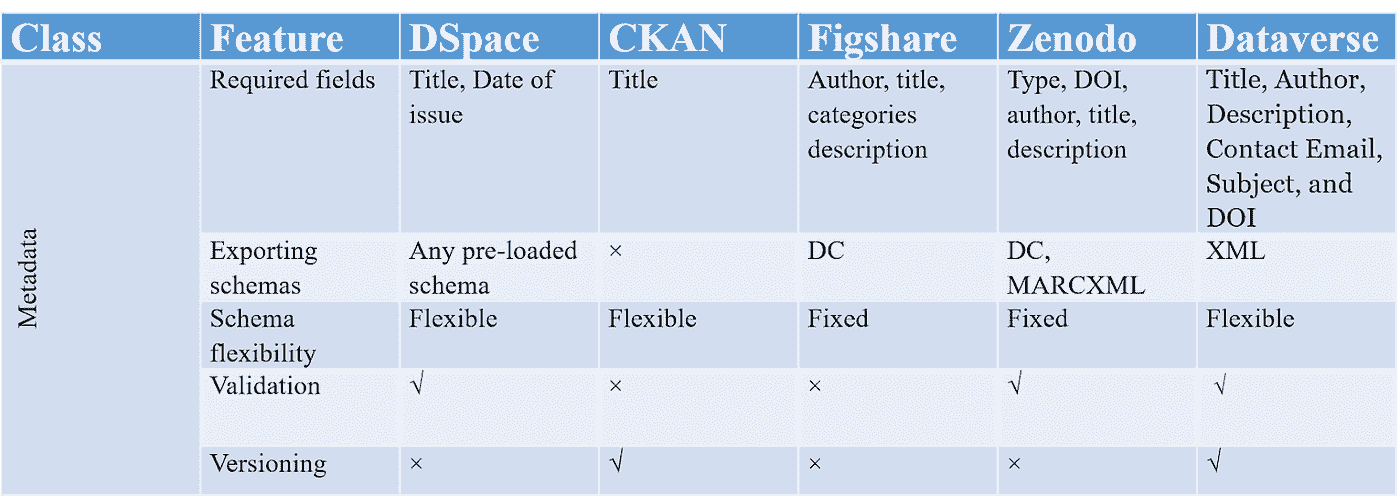 Class Feature DSpace CKAN Figshare Zenodo Dataverse
Metadata
Required fields
Title, Date of
issue
Title
Author, title,
categories
description
Type, DOI,
author, title,
description
Title, Author,
Description,
Contact Email,
Subject, and
DOI
Exporting
schemas
Any pre-loaded
schema
×
DC
DC,
MARCXML
XML
Schema
flexibility
Flexible
Flexible
Fixed
Fixed
Flexible
Validation
√
×
×
√
√
Versioning
×
√
×
×
√